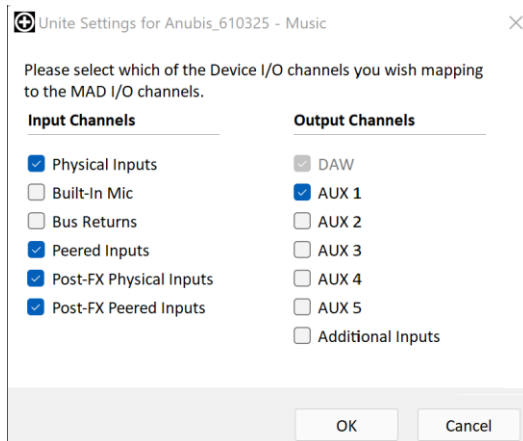 Unite Settings for Anubis_610325 - Music
Please select which of the Device I/O channels you wish mapping
to the MAD I/O channels.
Input Channels
Physical Inputs
Built-In Mic
Bus Returns
Peered Inputs
Post-FX Physical Inputs
Post-FX Peered Inputs
Output Channels
DAW
AUX 1
AUX 2
AUX 3
AUX 4
AUX 5
Additional Inputs
OK
Cancel